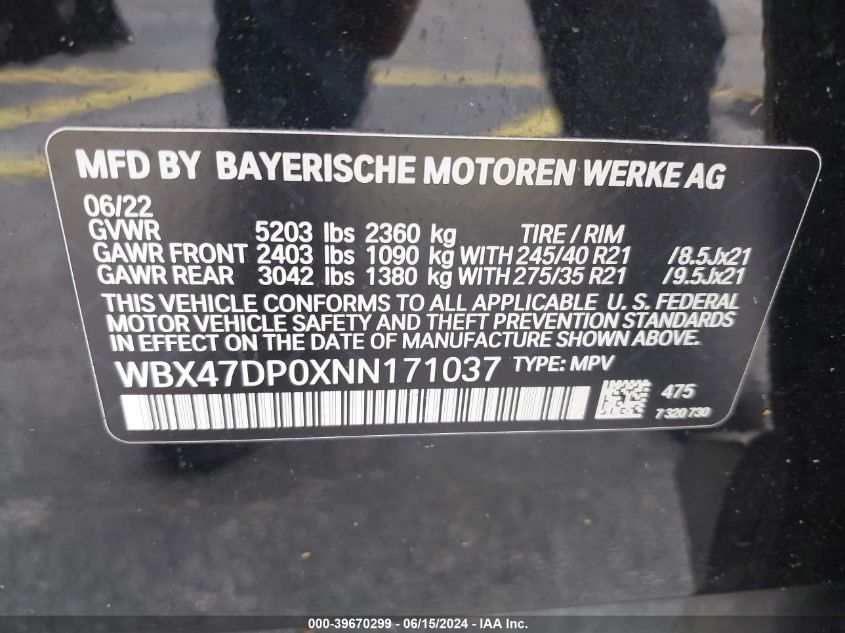 MFD BY BAYERISCHE MOTOREN WERKE AG
06/22
GVWR 5203 lbs 2360 kg TIRE / RIM
GAWR FRONT 2403 lbs 1090 kg WITH 245/40 R21 /8.5Jx21
GAWR REAR 3042 lbs 1380 kg WITH 275/35 R21 /9.5Jx21
THIS VEHICLE CONFORMS TO ALL APPLICABLE U. S. FEDERAL
MOTOR VEHICLE SAFETY AND THEFT PREVENTION STANDARDS
IN EFFECT ON THE DATE OF MANUFACTURE SHOWN ABOVE.
WBX47DP0XNN171037 TYPE: MPV
475
7 320 730
000-39670299 - 06/15/2024 - © IAA, Inc.